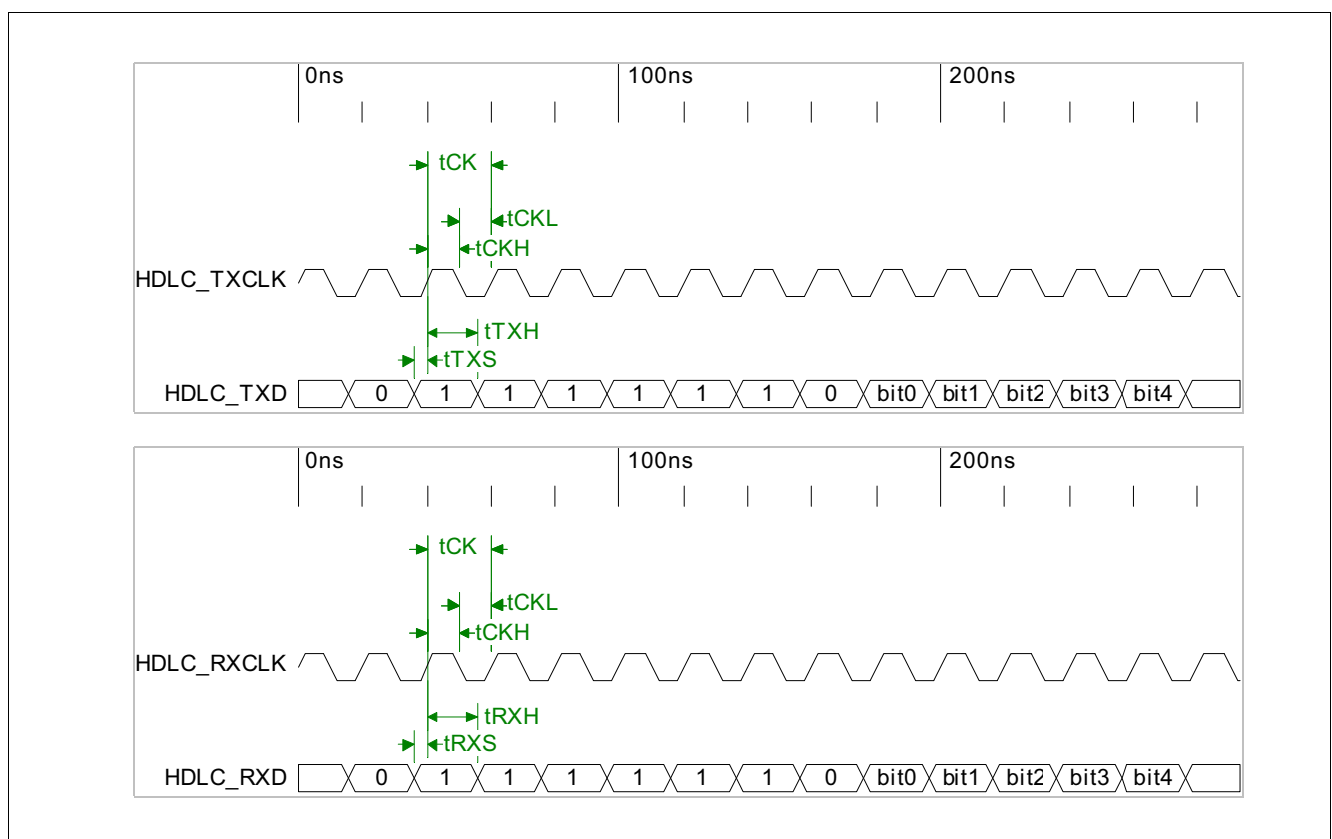 0ns 100ns 200ns
tCK
tCKL
tCKH
HDLC_TXCLK
tTXH
tTXS
HDLC_TXD 0 1 1 1 1 1 1 0 bit0 bit1 bit2 bit3 bit4
0ns 100ns 200ns
tCK
tCKL
tCKH
HDLC_RXCLK
tRXH
tRXS
HDLC_RXD 0 1 1 1 1 1 1 0 bit0 bit1 bit2 bit3 bit4